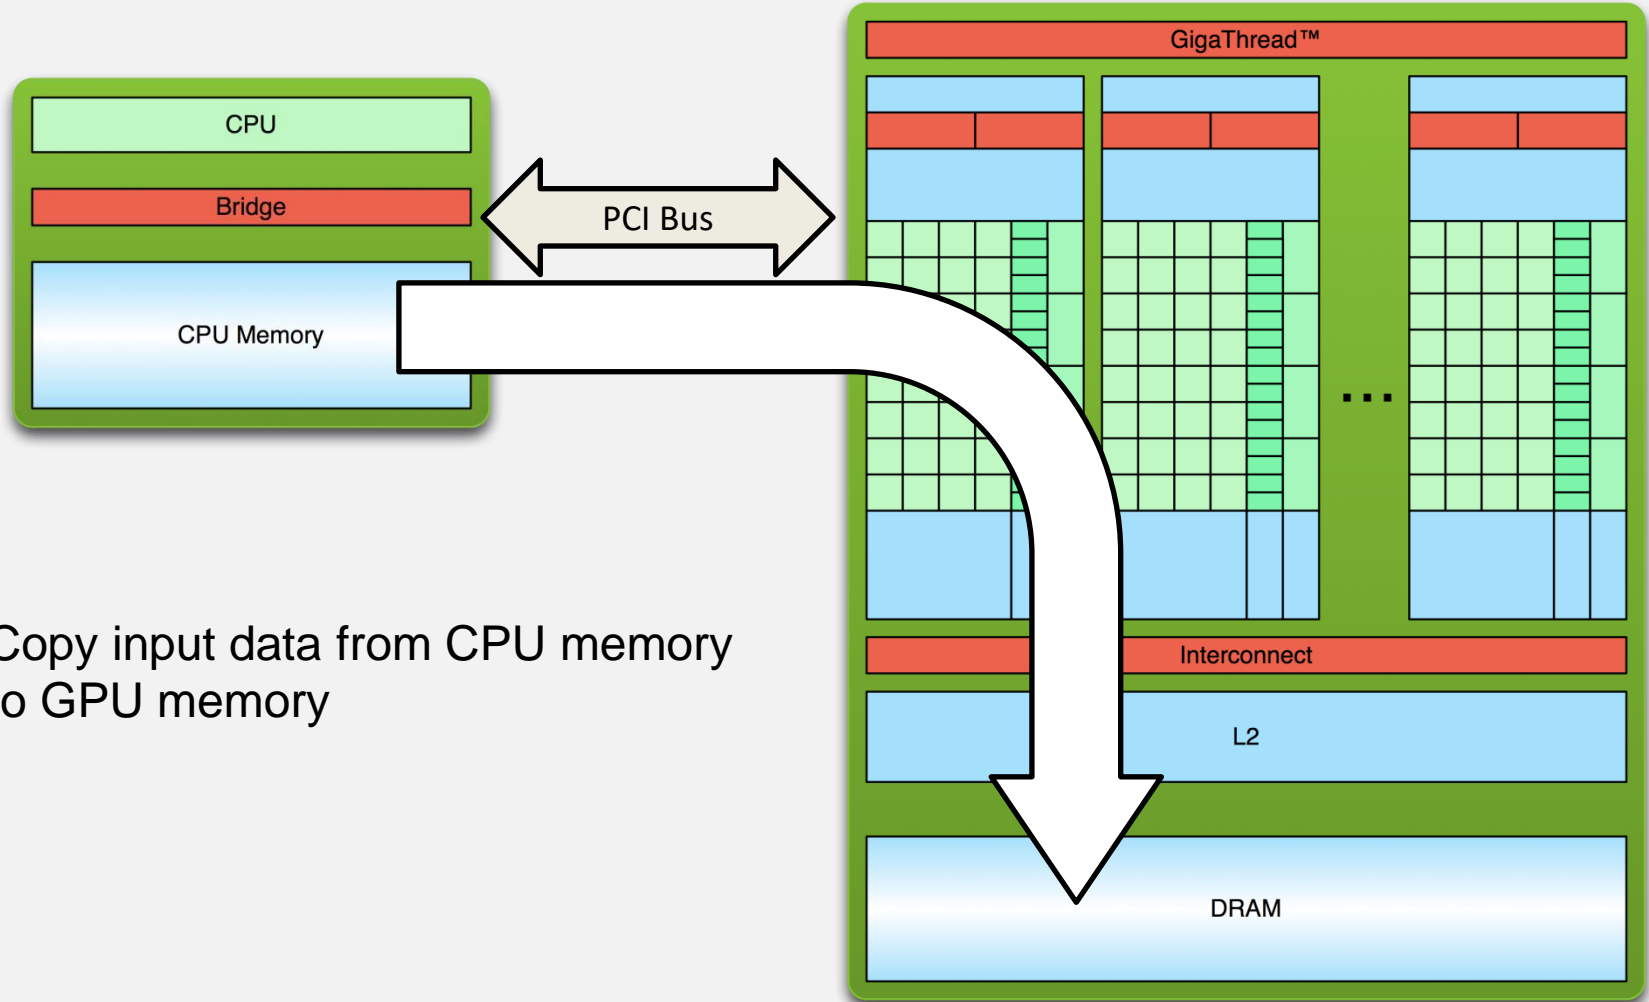 GigaThread™
CPU
Bridge
PCI Bus
CPU Memory
...
Copy input data from CPU memory
o GPU memory
Interconnect
L2
DRAM